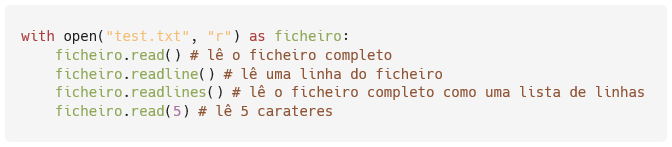 with open("test.txt", "r") as ficheiro:
    ficheiro.read() # lê o ficheiro completo
    ficheiro.readline() # lê uma linha do ficheiro
    ficheiro.readlines() # lê o ficheiro completo como uma lista de linhas
    ficheiro.read(5) # lê 5 carateres